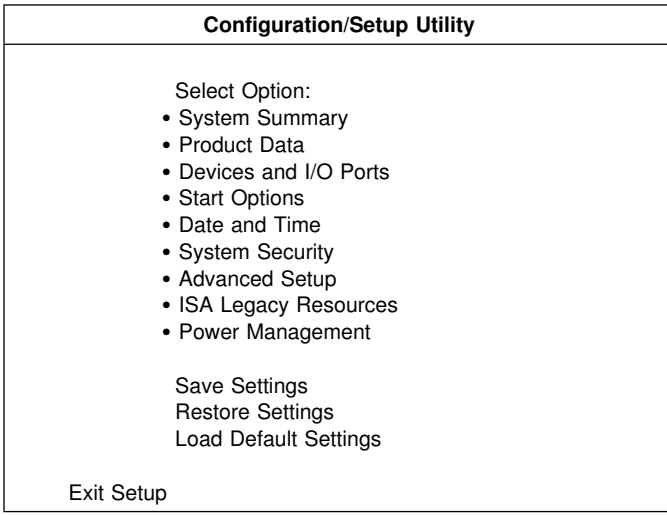 Configuration/Setup Utility
Select Option:
• System Summary
• Product Data
• Devices and I/O Ports
• Start Options
• Date and Time
• System Security
• Advanced Setup
• ISA Legacy Resources
• Power Management
Save Settings
Restore Settings
Load Default Settings
Exit Setup